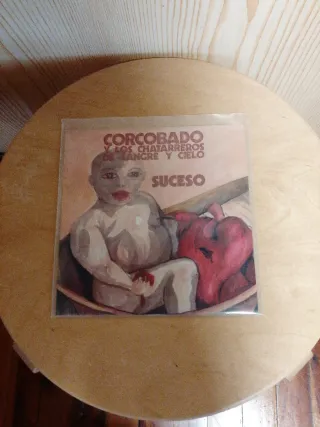 CORCOBADO
Y LOS CHATARREROS
DE SANGRE Y CIELO
SUCESO